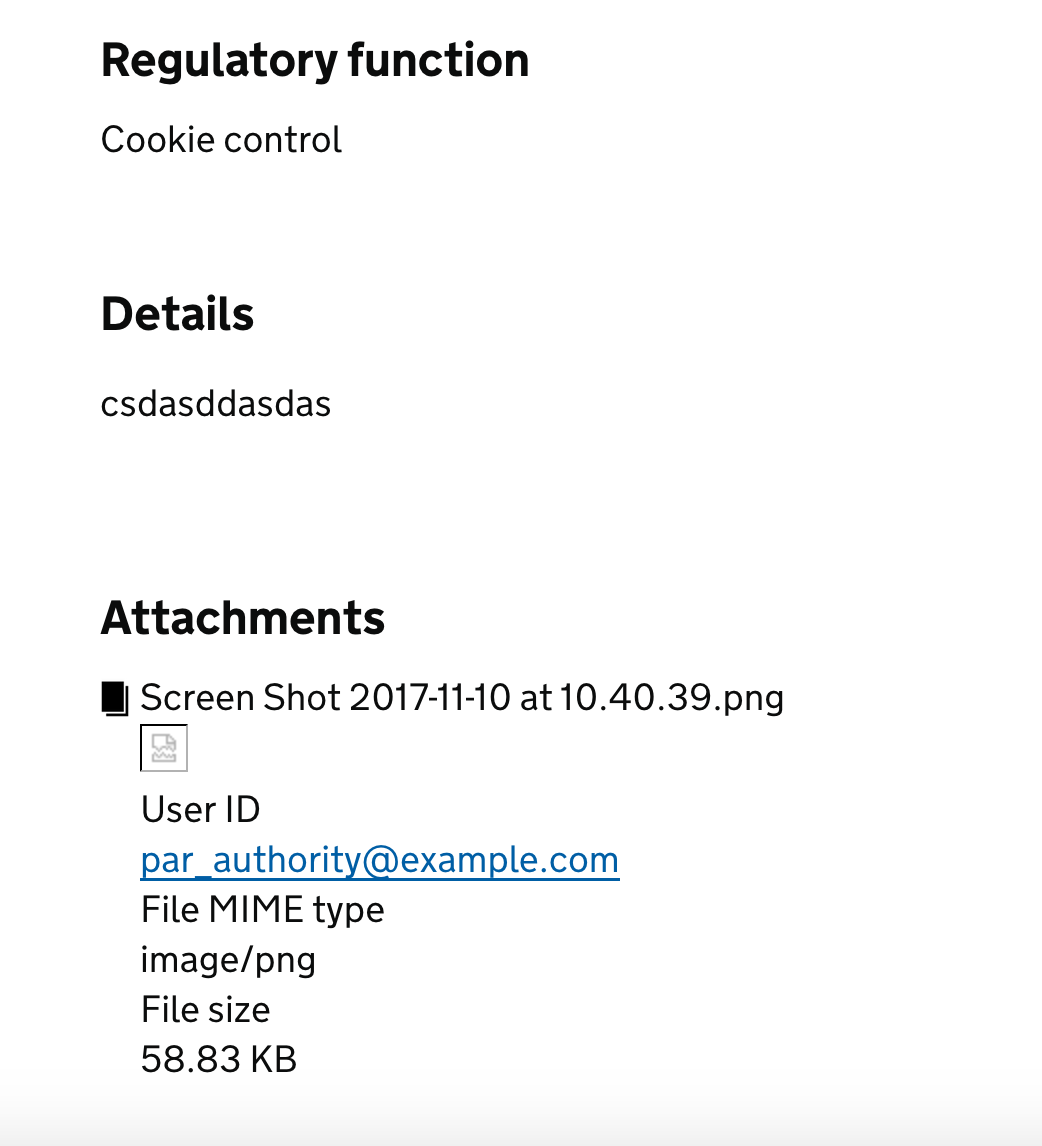 Regulatory function
Cookie control
Details
csdasddasdas
Attachments
Screen Shot 2017-11-10 at 10.40.39.png
User ID
par_authority@example.com
File MIME type
image/png
File size
58.83 KB